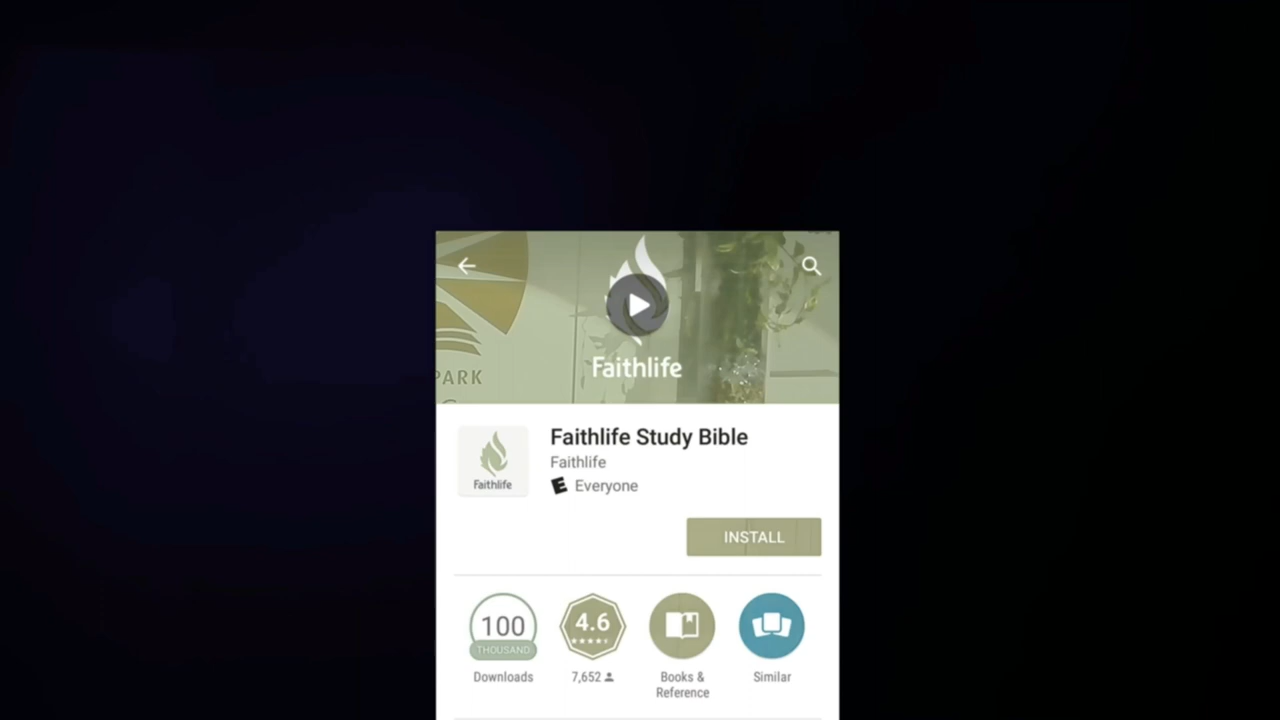 PARK
Faithlife
Faithlife Study Bible
Faithlife
Faithlife
E Everyone
INSTALL
100
THOUSAND
4.6
Downloads
7,652
Books &
Reference
Similar